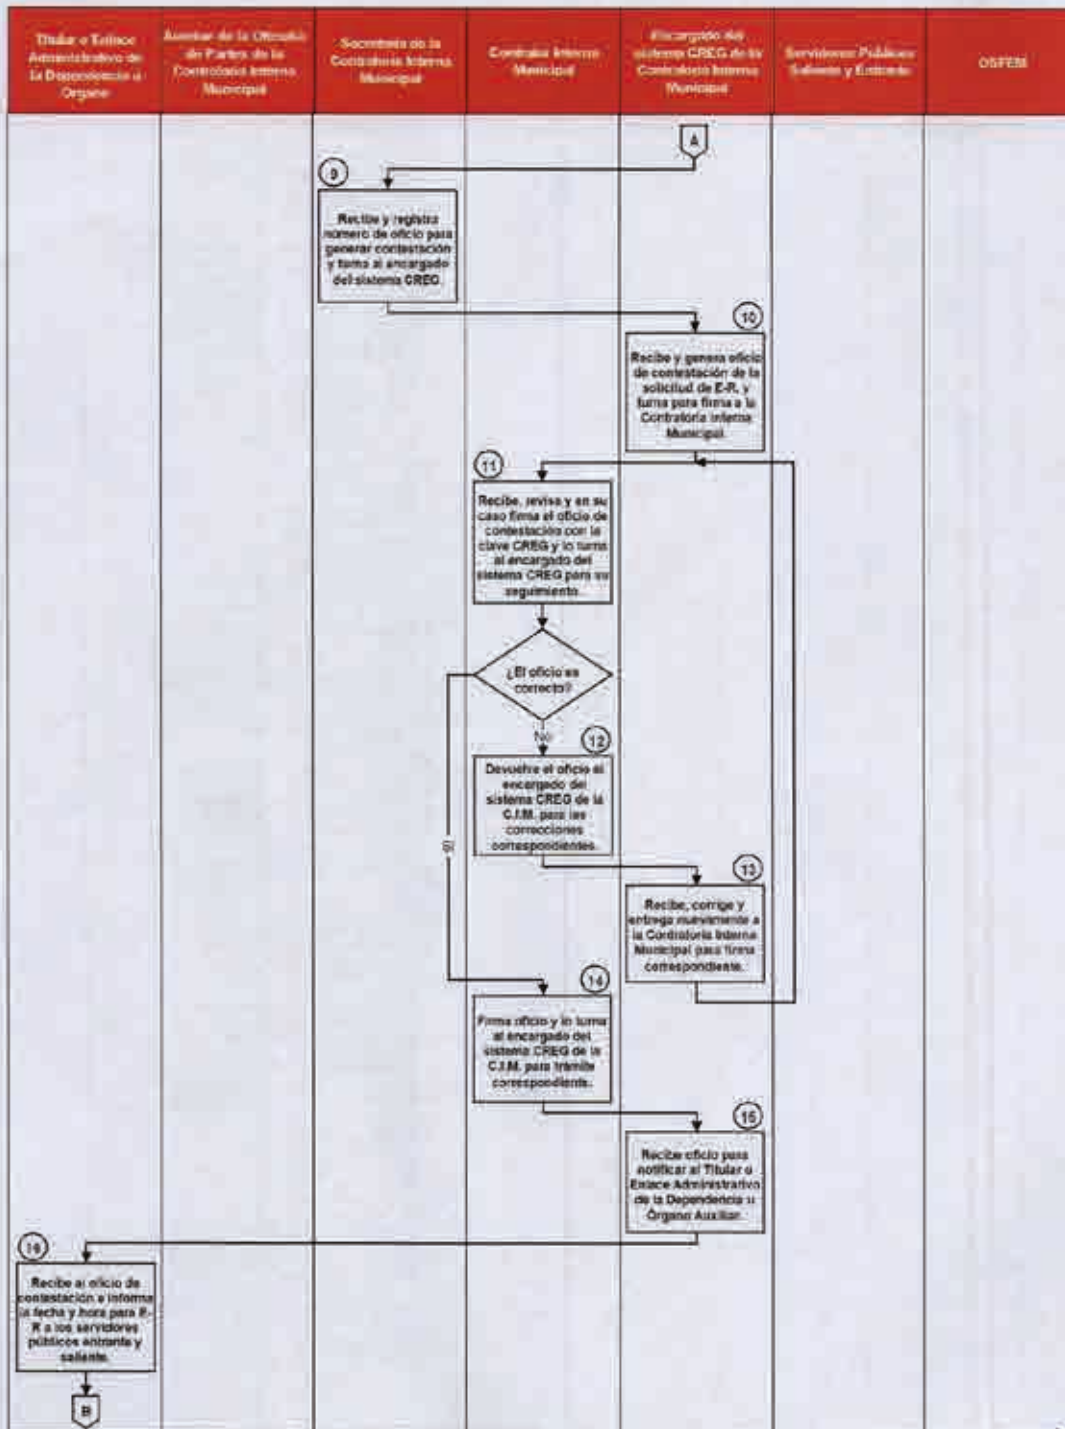 Titular o Enlace
Administrativo de
la Dependencia u
Órgano
Auxiliar de la Oficialía
de Partes de la
Contraloría Interna
Municipal
Secretaria de la
Contraloría Interna
Municipal
Contralor Interno
Municipal
Encargado del
sistema CREG de la
Contraloría Interna
Municipal
Servidores Públicos
Saliente y Entrante
OSFEM
A
9
Recibe y registra
número de oficio para
generar contestación
y turna al encargado
del sistema CREG.
10
Recibe y genera oficio
de contestación de la
solicitud de E-R, y
turna para firma a la
Contraloría Interna
Municipal.
11
Recibe, revisa y en su
caso firma el oficio de
contestación con la
clave CREG y lo turna
al encargado del
sistema CREG para su
seguimiento.
¿El oficio es
correcto?
No
12
Devuelve el oficio al
encargado del
sistema CREG de la
C.I.M. para las
correcciones
correspondientes.
Sí
13
Recibe, corrige y
entrega nuevamente a
la Contraloría Interna
Municipal para firma
correspondiente.
14
Firma oficio y lo turna
al encargado del
sistema CREG de la
C.I.M. para trámite
correspondiente.
15
Recibe oficio para
notificar al Titular o
Enlace Administrativo
de la Dependencia u
Órgano Auxiliar.
16
Recibe el oficio de
contestación e informa
la fecha y hora para E-
R a los servidores
públicos entrante y
saliente.
B